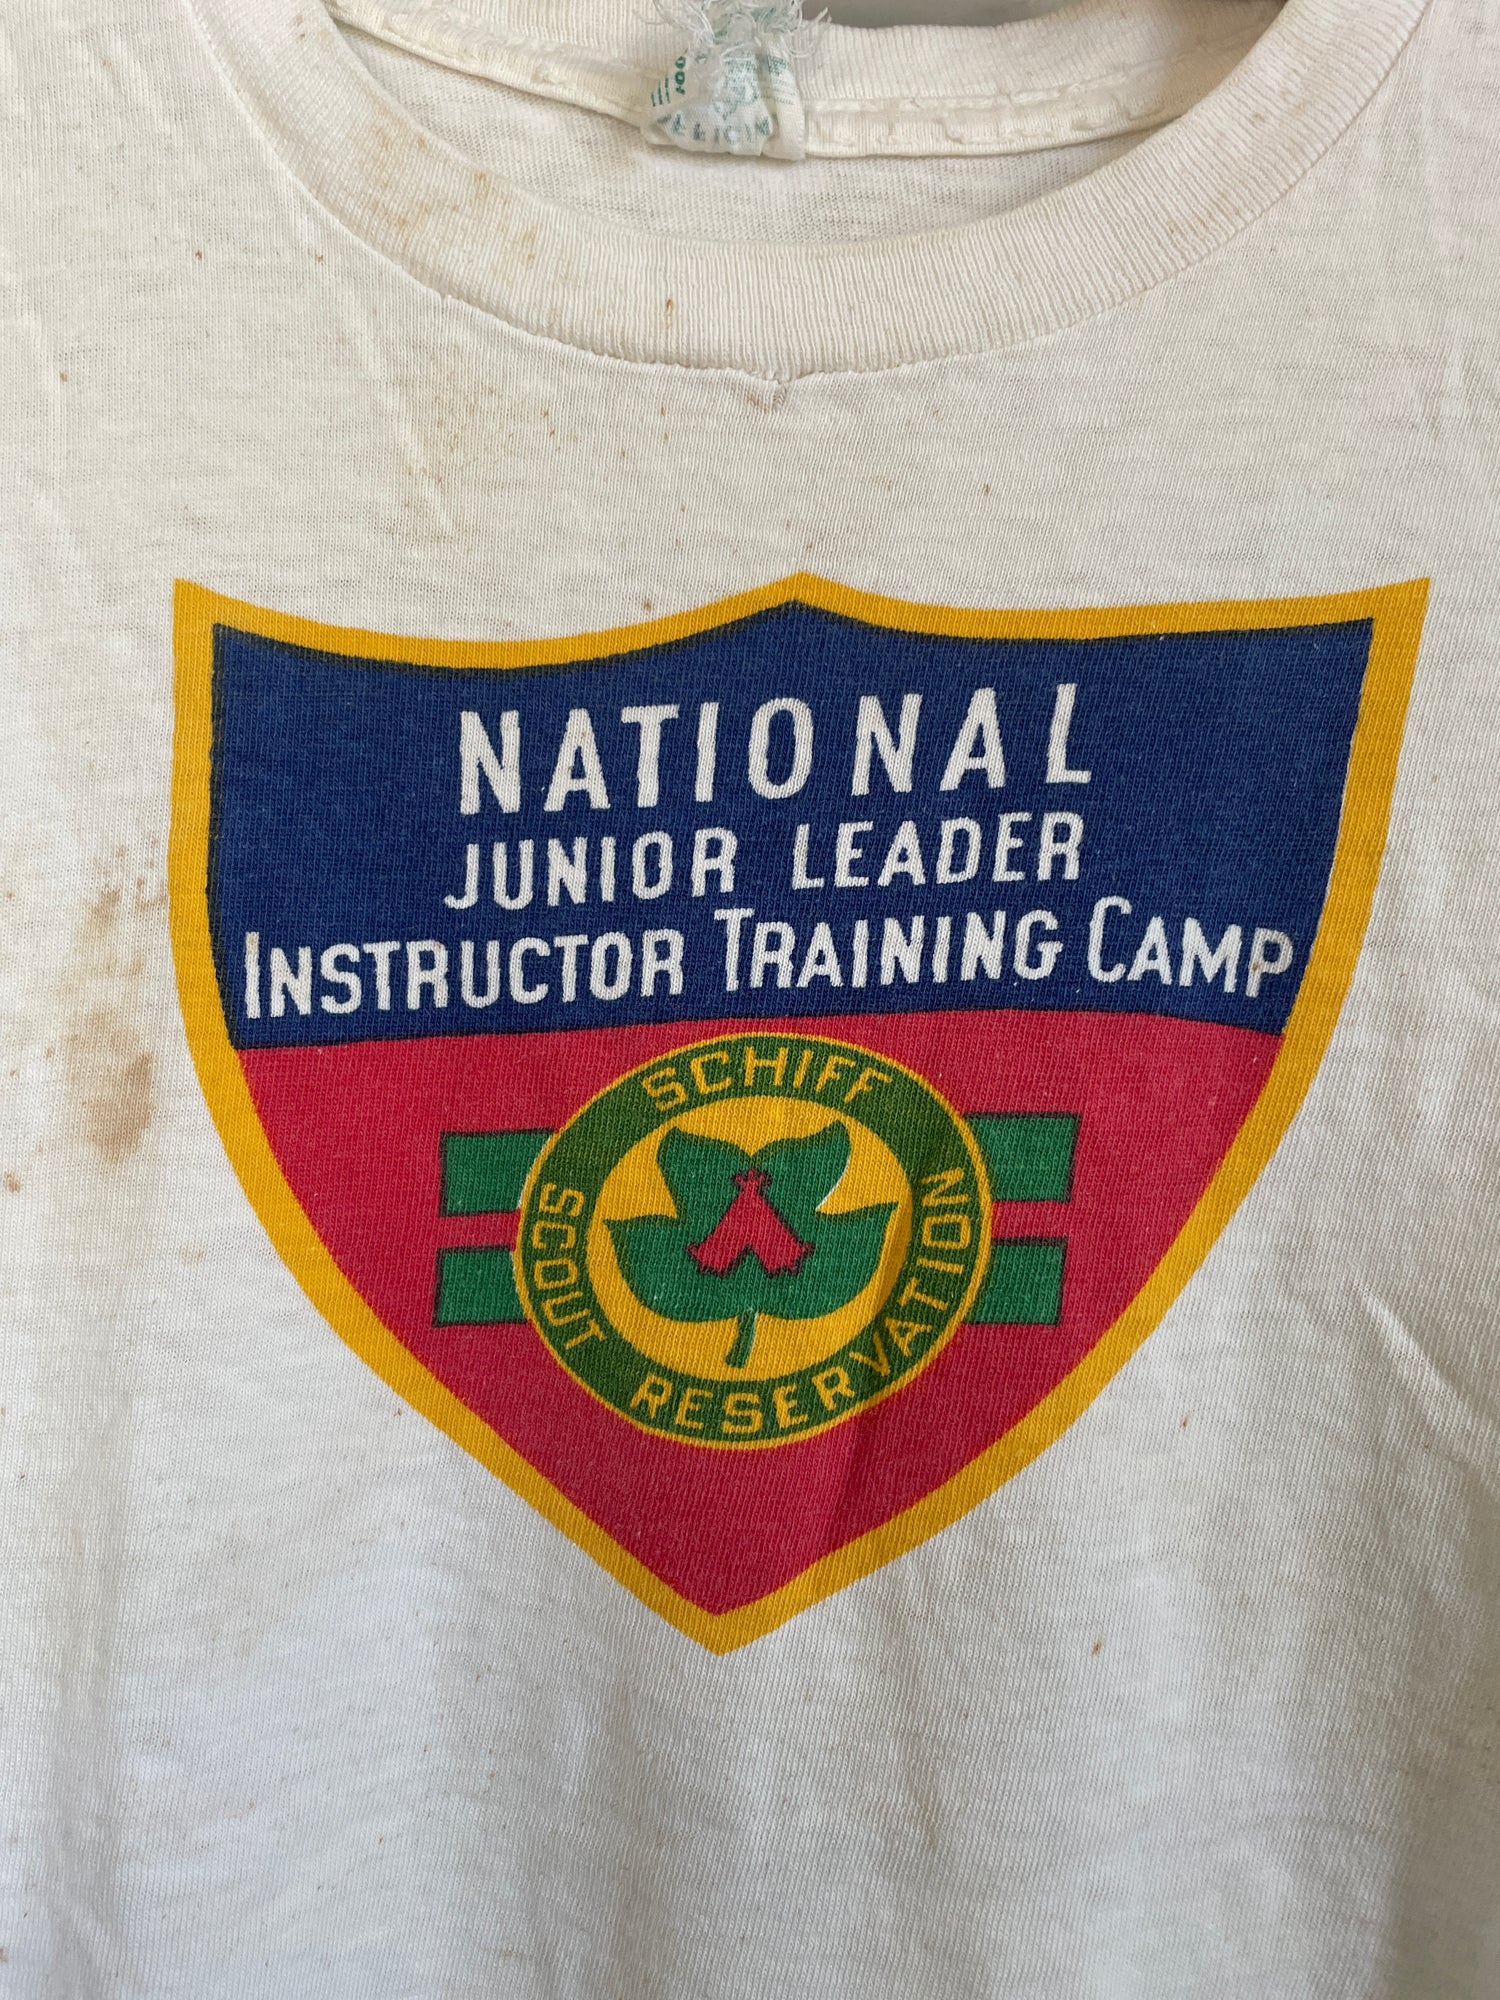 NATIONAL
JUNIOR LEADER
INSTRUCTOR TRAINING CAMP
SCHIFF
SCOUT RESERVATION